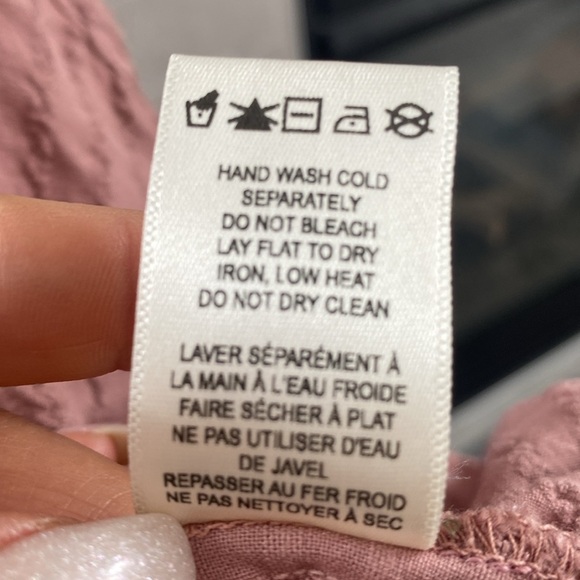 HAND WASH COLD
SEPARATELY
DO NOT BLEACH
LAY FLAT TO DRY
IRON, LOW HEAT
DO NOT DRY CLEAN
LAVER SÉPARÉMENT À
LA MAIN À L'EAU FROIDE
FAIRE SÉCHER À PLAT
NE PAS UTILISER D'EAU
DE JAVEL
REPASSER AU FER FROID
NE PAS NETTOYER À SEC